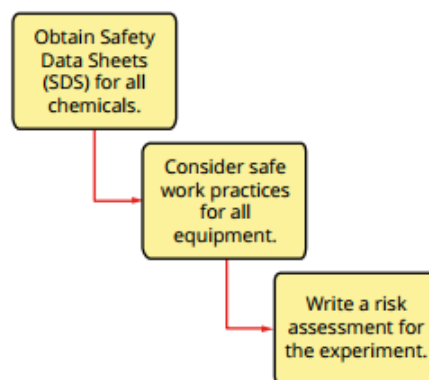 Obtain Safety
Data Sheets
(SDS) for all
chemicals.
Consider safe
work practices
for all
equipment.
Write a risk
assessment for
the experiment.